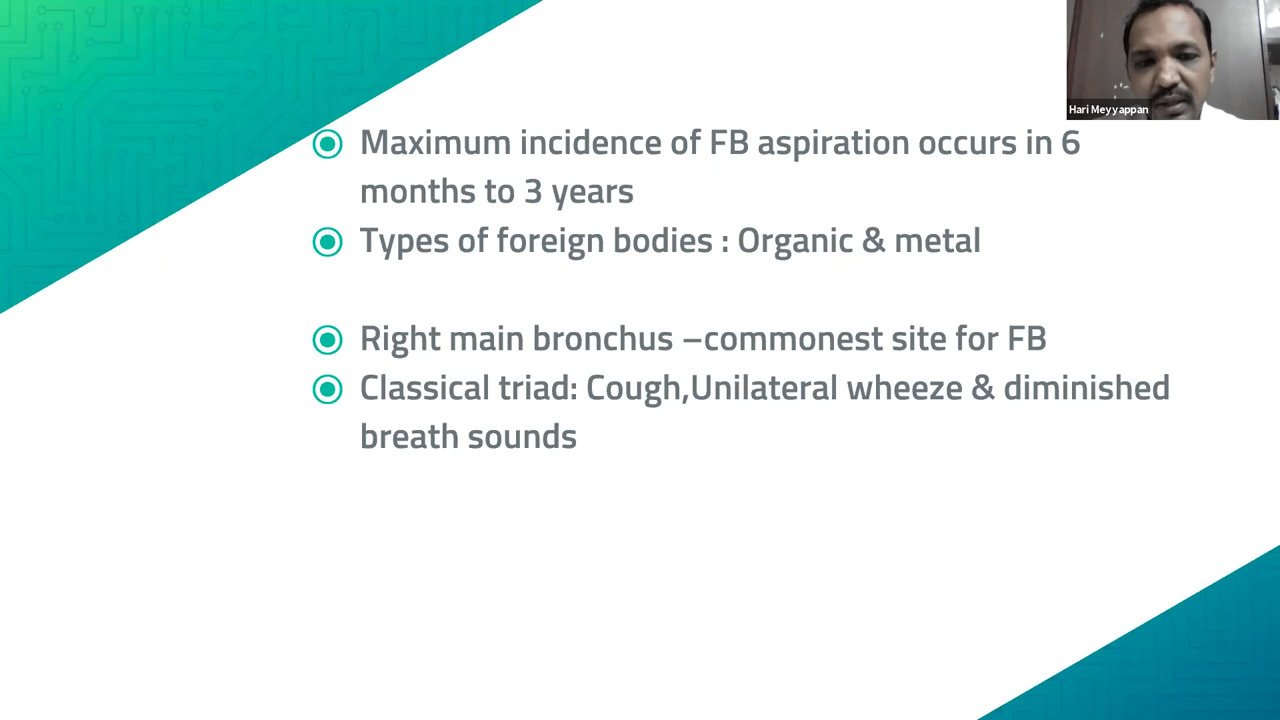 Hari Meyyappan
Maximum incidence of FB aspiration occurs in 6
months to 3 years
Types of foreign bodies : Organic & metal
Right main bronchus –commonest site for FB
Classical triad: Cough,Unilateral wheeze & diminished
breath sounds